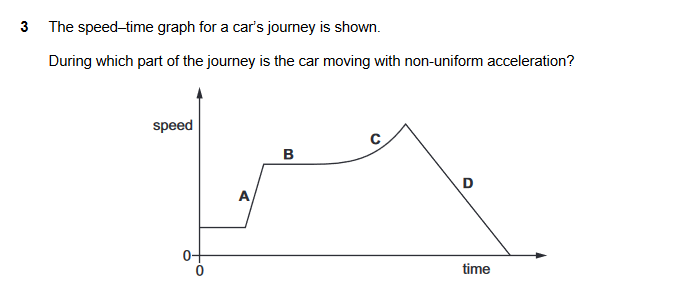 3 The speed–time graph for a car's journey is shown.
During which part of the journey is the car moving with non-uniform acceleration?
speed
C
B
D
A
0
0
time